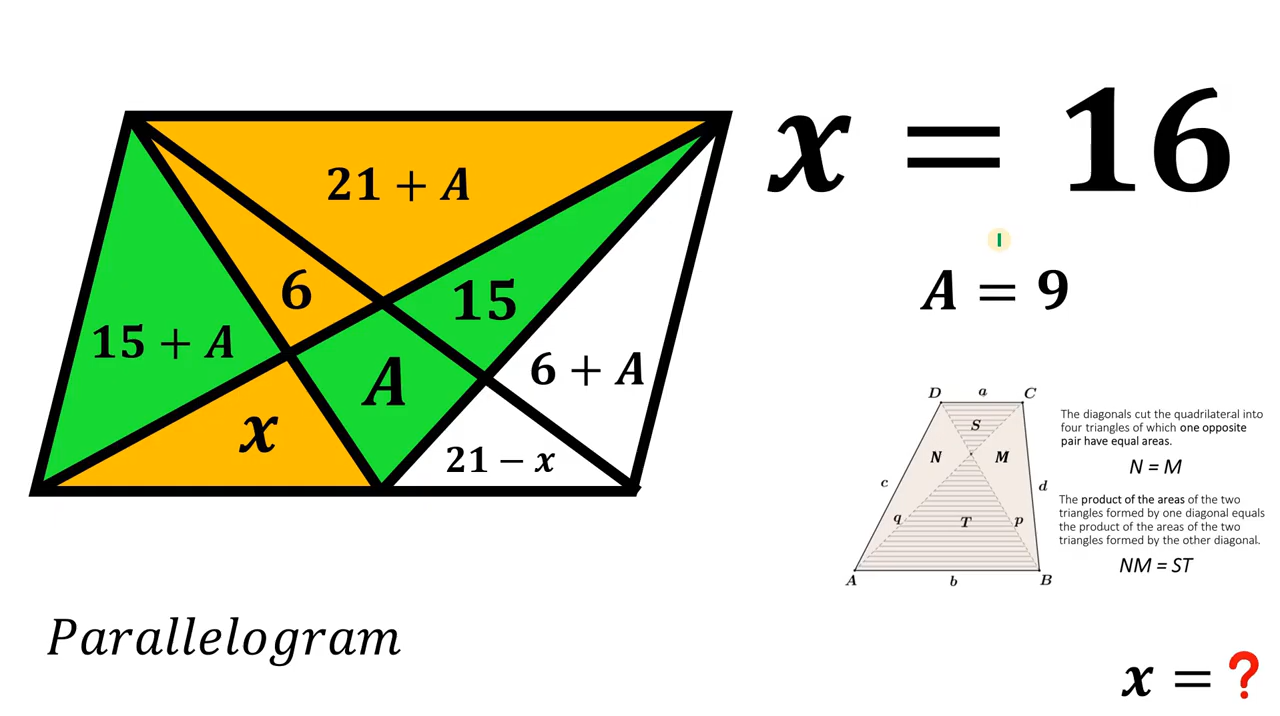 x = 16
A = 9
21 + A
6
15
15 + A
A
6 + A
x
21 − x
D a C
S
N M
c d
q T p
A b B
The diagonals cut the quadrilateral into
four triangles of which one opposite
pair have equal areas.
N = M
The product of the areas of the two
triangles formed by one diagonal equals
the product of the areas of the two
triangles formed by the other diagonal.
NM = ST
Parallelogram
x = ?